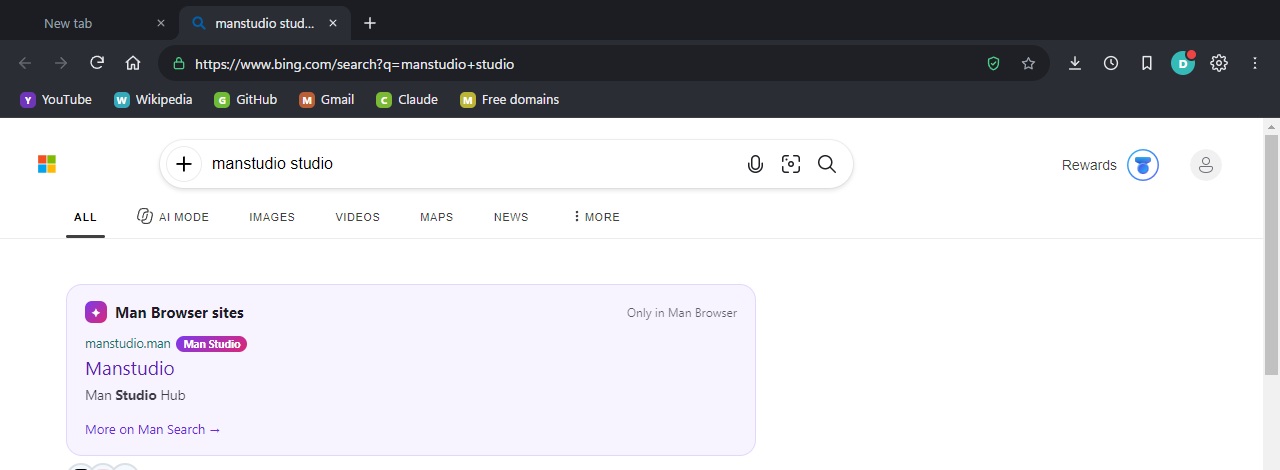 New tab
manstudio stud...
https://www.bing.com/search?q=manstudio+studio
D
Y YouTube W Wikipedia G GitHub M Gmail C Claude M Free domains
manstudio studio
Rewards
ALL AI MODE IMAGES VIDEOS MAPS NEWS MORE
Man Browser sites
Only in Man Browser
manstudio.man Man Studio
Manstudio
Man Studio Hub
More on Man Search →